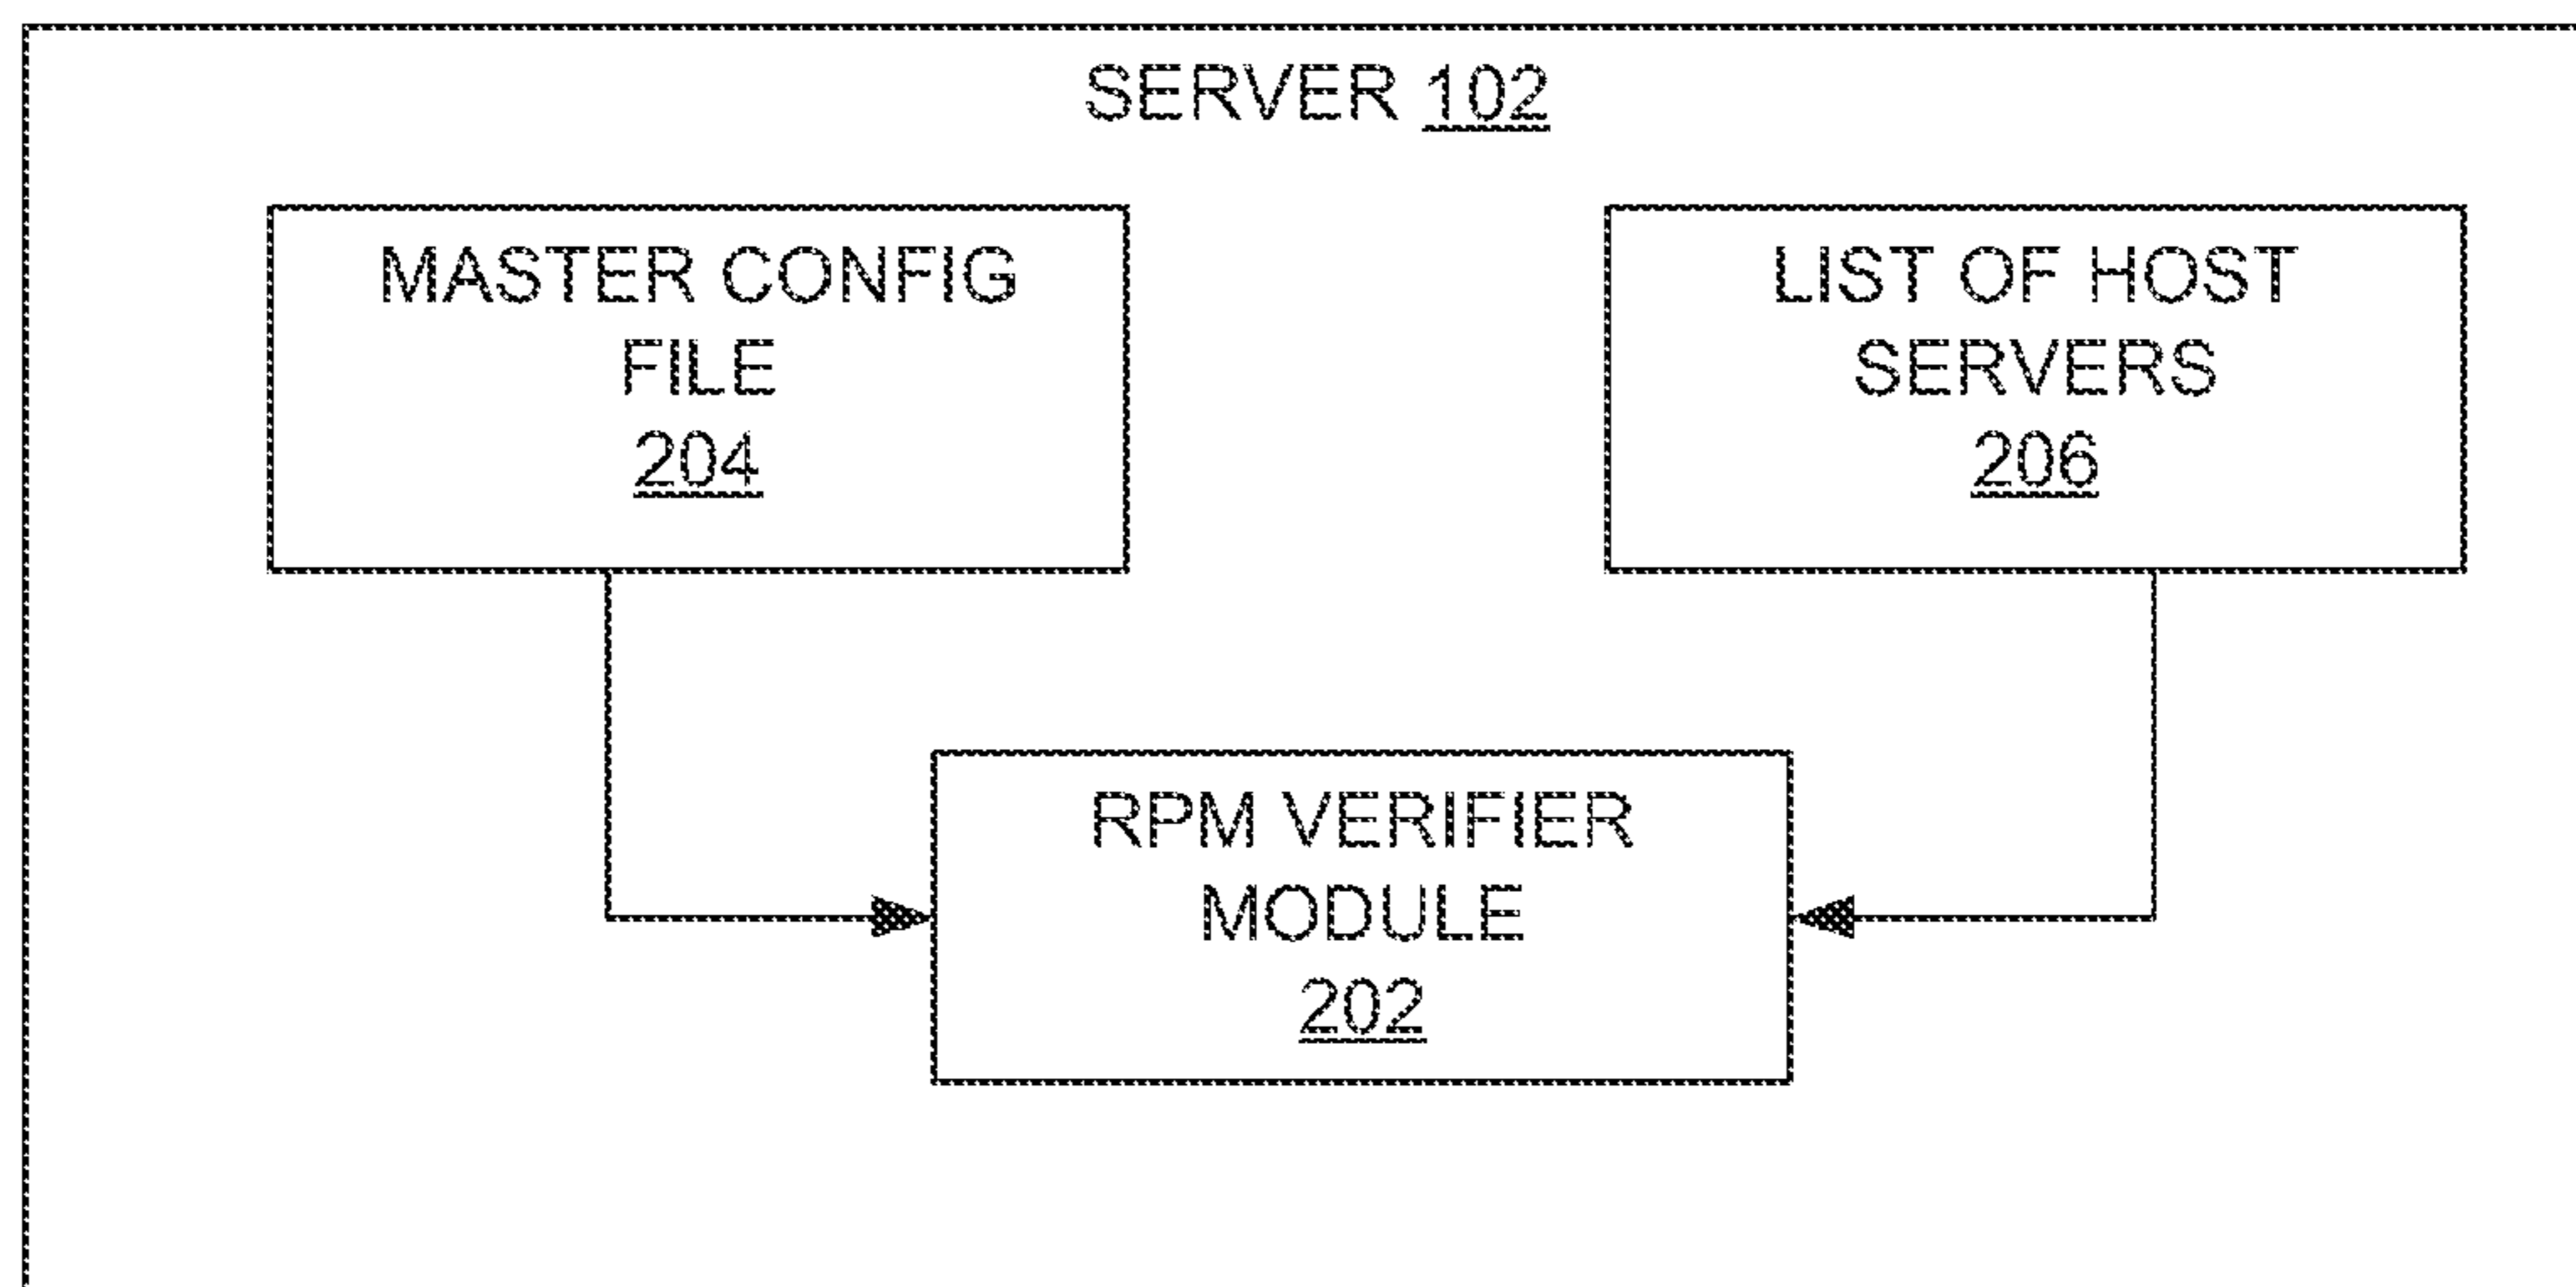 SERVER 102
MASTER CONFIG
FILE
204
LIST OF HOST
SERVERS
206
RPM VERIFIER
MODULE
202